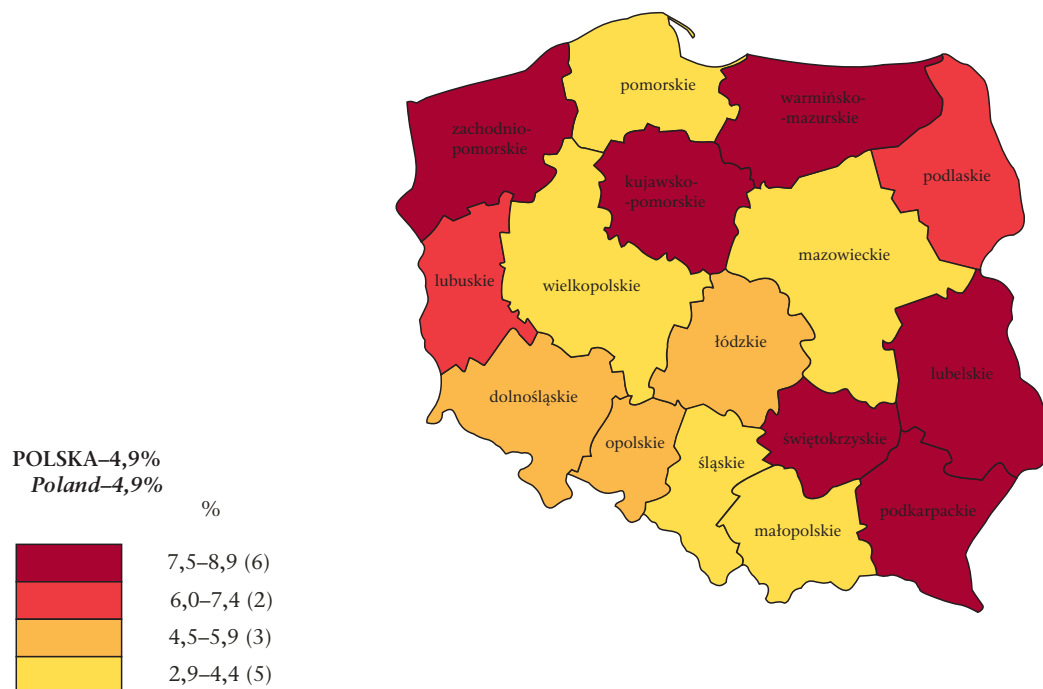 pomorskie
warmińsko-
-mazurskie
zachodnio-
pomorskie
kujawsko-
-pomorskie
podlaskie
mazowieckie
lubuskie
wielkopolskie
łódzkie
lubelskie
dolnośląskie
opolskie
świętokrzyskie
śląskie
podkarpackie
małopolskie
POLSKA–4,9%
Poland–4,9%
%
7,5–8,9 (6)
6,0–7,4 (2)
4,5–5,9 (3)
2,9–4,4 (5)